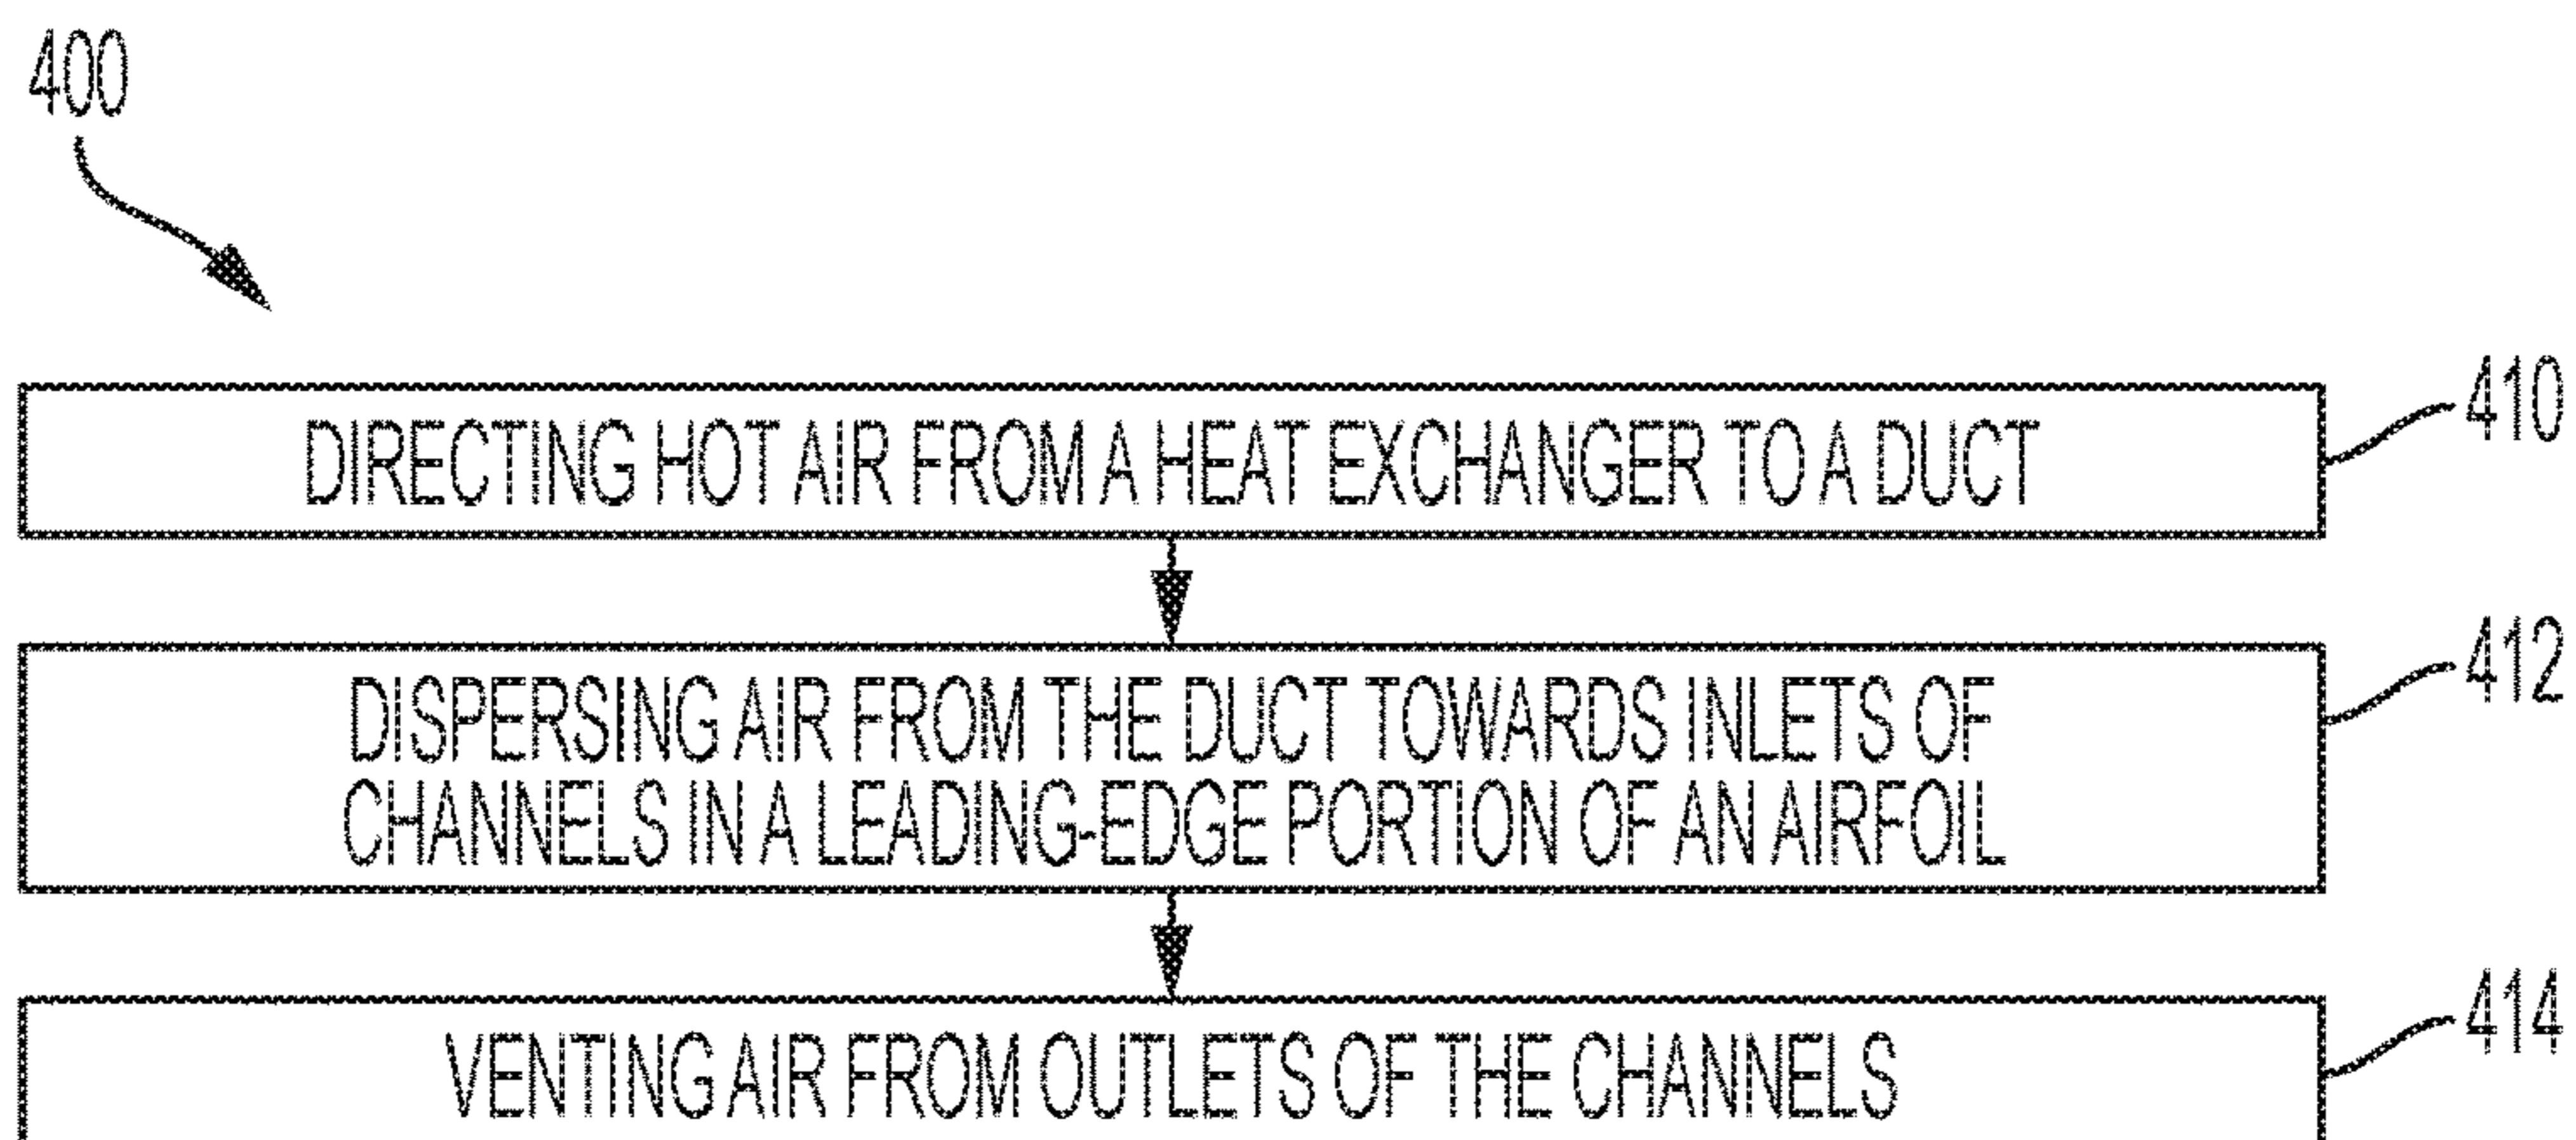 400
DIRECTING HOT AIR FROM A HEAT EXCHANGER TO A DUCT
410
DISPERSING AIR FROM THE DUCT TOWARDS INLETS OF
CHANNELS IN A LEADING-EDGE PORTION OF AN AIRFOIL
412
VENTING AIR FROM OUTLETS OF THE CHANNELS
414